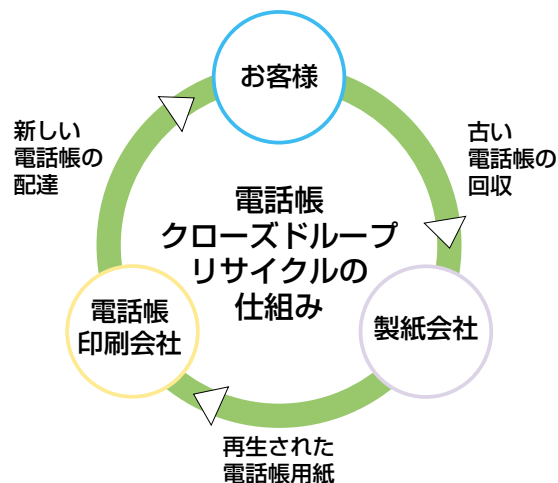 お客様
新しい
電話帳の
配達
古い
電話帳の
回収
電話帳
クローズドループ
リサイクルの
仕組み
電話帳
印刷会社
製紙会社
再生された
電話帳用紙